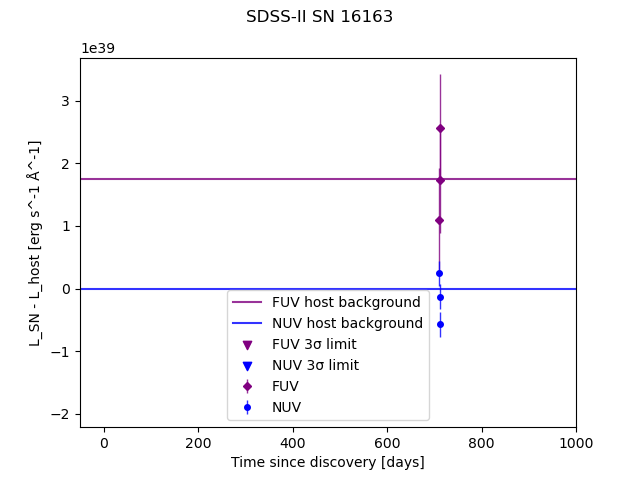 SDSS-II SN 16163
1e39
L_SN - L_host [erg s^-1 Å^-1]
3
2
1
0
−1
−2
FUV host background
NUV host background
FUV 3σ limit
NUV 3σ limit
FUV
NUV
0 200 400 600 800 1000
Time since discovery [days]